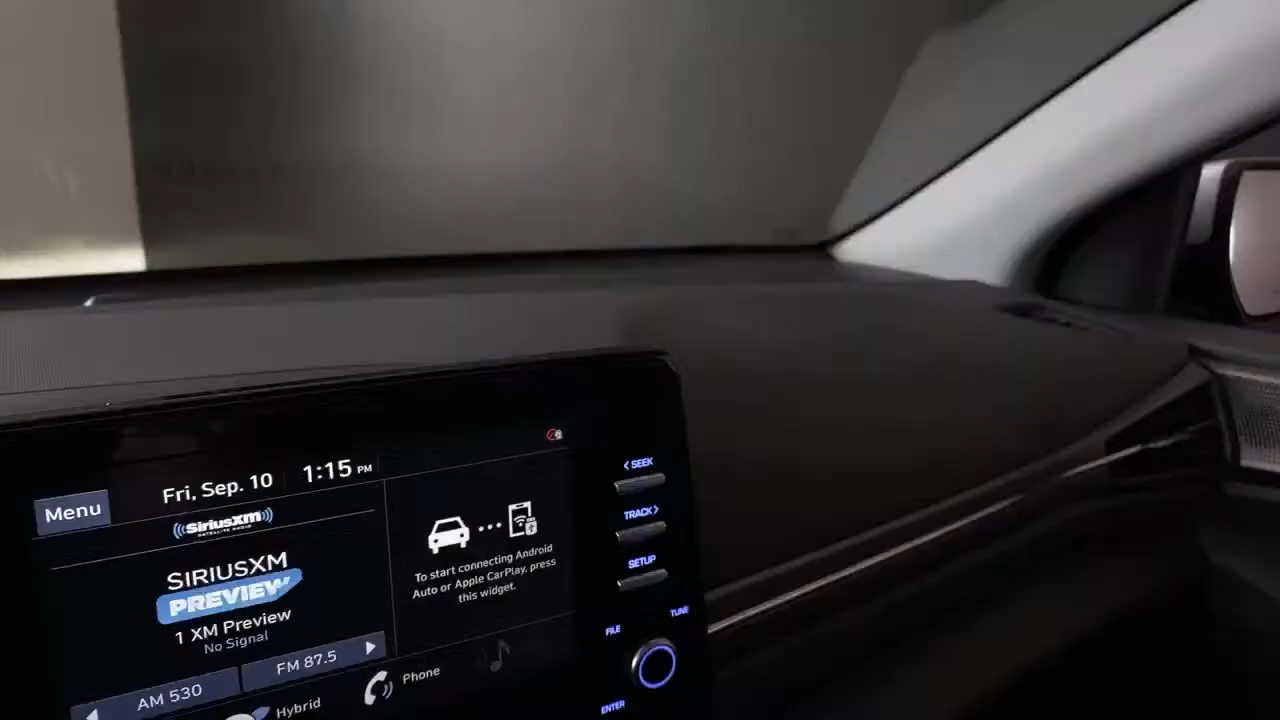 Menu
Fri, Sep. 10
1:15 PM
SiriusXM
SATELLITE RADIO
SIRIUSXM
PREVIEW
1 XM Preview
No Signal
AM 530
FM 87.5
To start connecting Android
Auto or Apple CarPlay, press
this widget.
Hybrid
Phone
< SEEK
TRACK >
SETUP
TUNE
FILE
ENTER